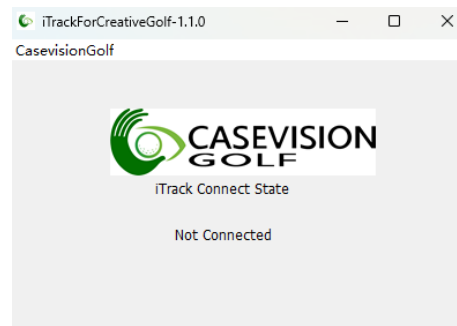 iTrackForCreativeGolf-1.1.0
CasevisionGolf
CASEVISION
GOLF
iTrack Connect State
Not Connected